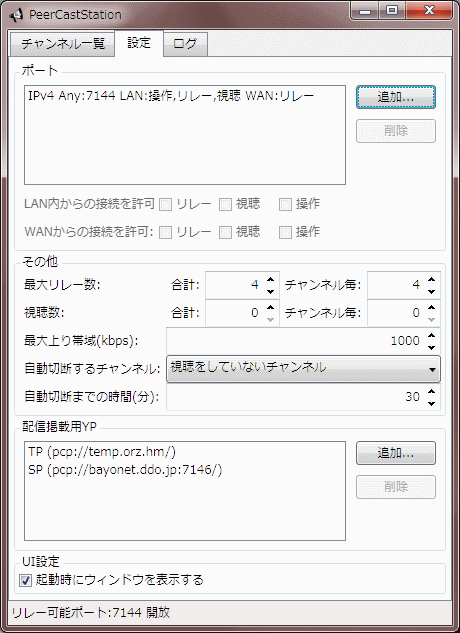 PeerCastStation
チャンネル一覧 設定 ログ
ポート
IPv4 Any:7144 LAN:操作,リレー,視聴 WAN:リレー
追加...
削除
LAN内からの接続を許可 リレー 視聴 操作
WANからの接続を許可: リレー 視聴 操作
その他
最大リレー数: 合計: 4 チャンネル毎: 4
視聴数: 合計: 0 チャンネル毎: 0
最大上り帯域(kbps): 1000
自動切断するチャンネル: 視聴をしていないチャンネル
自動切断までの時間(分): 30
配信掲載用YP
TP (pcp://temp.orz.hm/)
追加...
SP (pcp://bayonet.ddo.jp:7146/)
削除
UI設定
起動時にウィンドウを表示する
リレー可能ポート:7144 開放